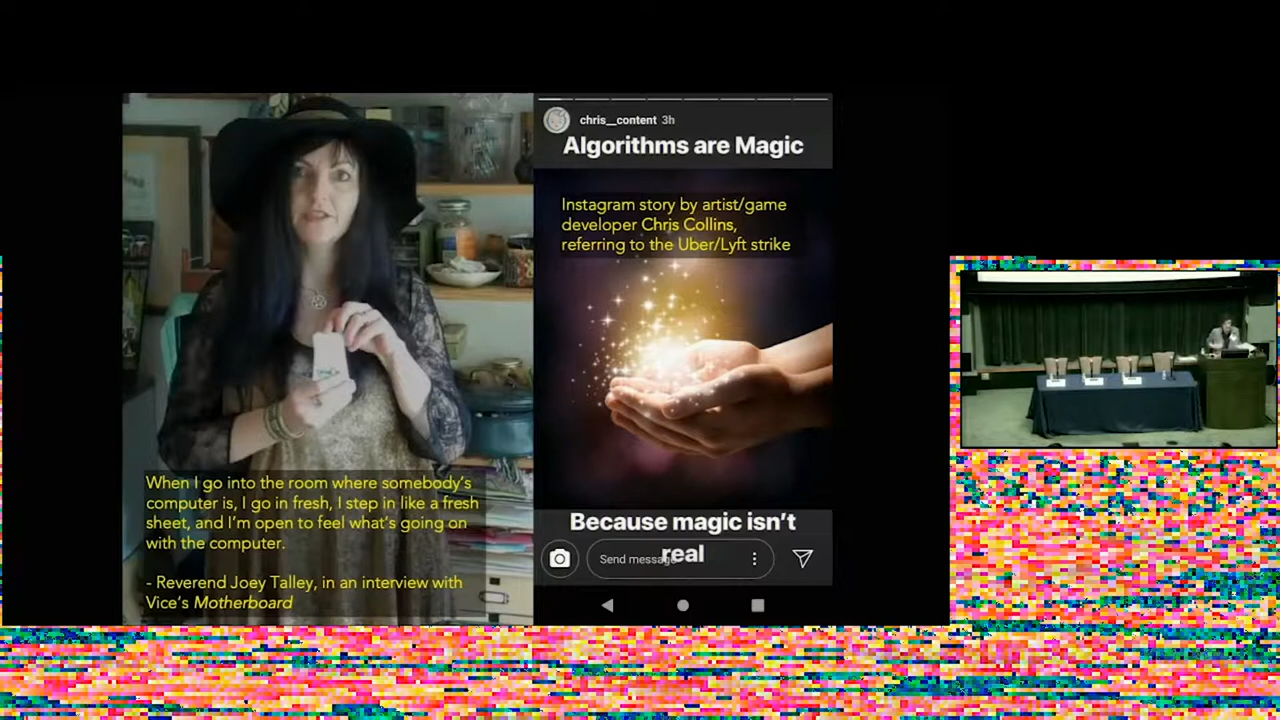 When I go into the room where somebody's
computer is, I go in fresh, I step in like a fresh
sheet, and I'm open to feel what's going on
with the computer.
- Reverend Joey Talley, in an interview with
Vice's Motherboard
chris__content 3h
Algorithms are Magic
Instagram story by artist/game
developer Chris Collins,
referring to the Uber/Lyft strike
Because magic isn't
real
Send message